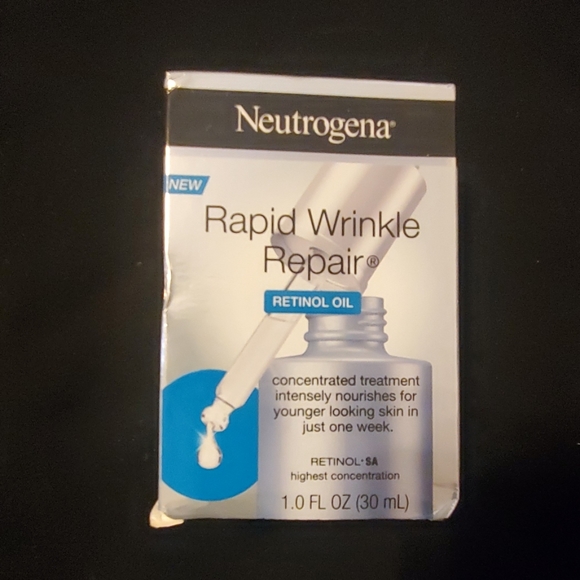 Neutrogena®
NEW
Rapid Wrinkle
Repair®
RETINOL OIL
concentrated treatment
intensely nourishes for
younger looking skin in
just one week.
RETINOL·SA
highest concentration
1.0 FL OZ (30 mL)